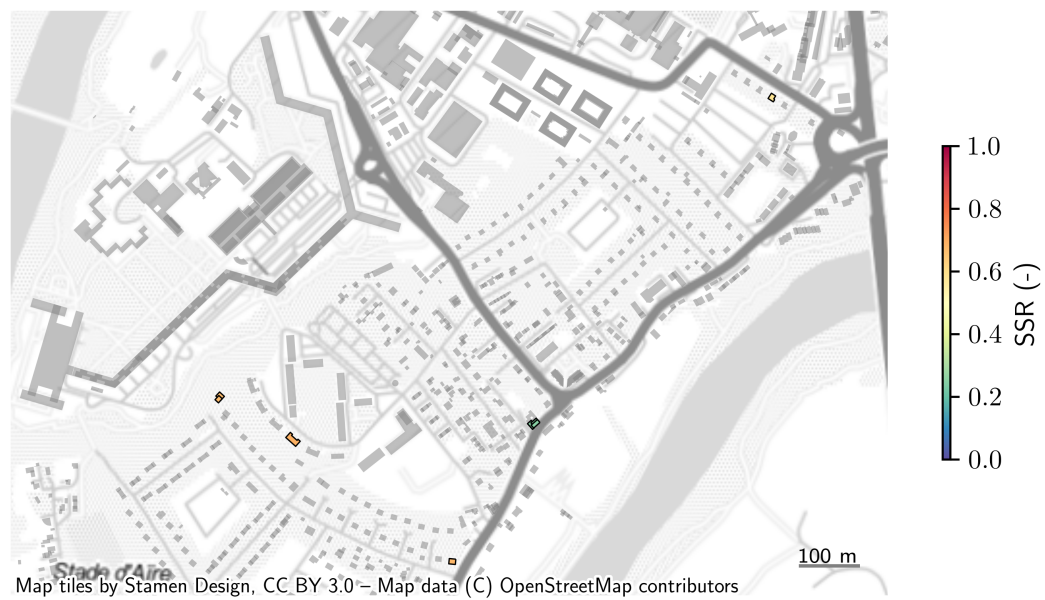 1.0
0.8
0.6
0.4
0.2
0.0
SSR (-)
100 m
Stade d'Aïre
Map tiles by Stamen Design, CC BY 3.0 – Map data (C) OpenStreetMap contributors